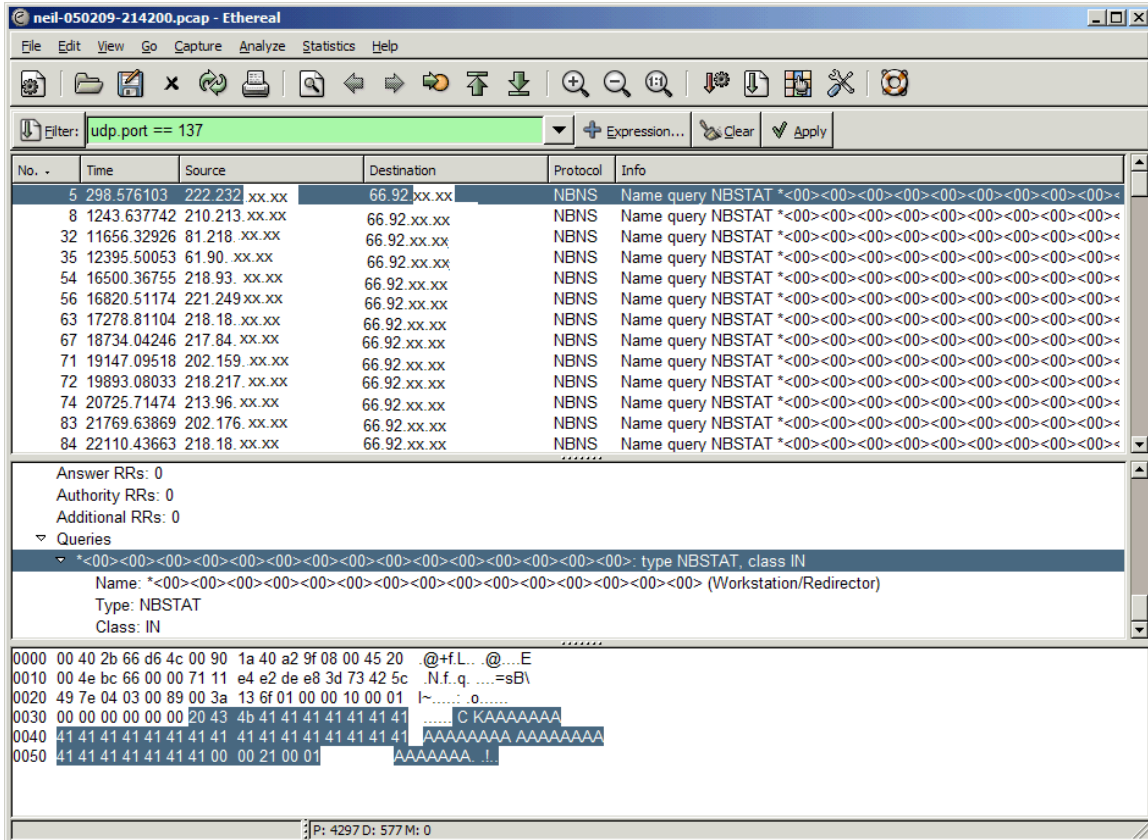 neil-050209-214200.pcap - Ethereal
File Edit View Go Capture Analyze Statistics Help
Filter: udp.port == 137 Expression... Clear Apply
No. Time Source Destination Protocol Info
5 298.576103 222.232.xx.xx 66.92.xx.xx NBNS Name query NBSTAT *<00><00><00><00><00><00><00><00><
8 1243.637742 210.213.xx.xx 66.92.xx.xx NBNS Name query NBSTAT *<00><00><00><00><00><00><00><00><
32 11656.32926 81.218..xx.xx 66.92.xx.xx NBNS Name query NBSTAT *<00><00><00><00><00><00><00><00><
35 12395.50053 61.90. .xx.xx 66.92.xx.xx NBNS Name query NBSTAT *<00><00><00><00><00><00><00><00><
54 16500.36755 218.93. xx.xx 66.92.xx.xx NBNS Name query NBSTAT *<00><00><00><00><00><00><00><00><
56 16820.51174 221.249 xx.xx 66.92.xx.xx NBNS Name query NBSTAT *<00><00><00><00><00><00><00><00><
63 17278.81104 218.18..xx.xx 66.92.xx.xx NBNS Name query NBSTAT *<00><00><00><00><00><00><00><00><
67 18734.04246 217.84. xx.xx 66.92.xx.xx NBNS Name query NBSTAT *<00><00><00><00><00><00><00><00><
71 19147.09518 202.159..xx.xx 66.92.xx.xx NBNS Name query NBSTAT *<00><00><00><00><00><00><00><00><
72 19893.08033 218.217. xx.xx 66.92.xx.xx NBNS Name query NBSTAT *<00><00><00><00><00><00><00><00><
74 20725.71474 213.96. xx.xx 66.92.xx.xx NBNS Name query NBSTAT *<00><00><00><00><00><00><00><00><
83 21769.63869 202.176. xx.xx 66.92.xx.xx NBNS Name query NBSTAT *<00><00><00><00><00><00><00><00><
84 22110.43663 218.18. xx.xx 66.92.xx.xx NBNS Name query NBSTAT *<00><00><00><00><00><00><00><00><
Answer RRs: 0
Authority RRs: 0
Additional RRs: 0
Queries
*<00><00><00><00><00><00><00><00><00><00><00><00><00><00><00>: type NBSTAT, class IN
Name: *<00><00><00><00><00><00><00><00><00><00><00><00><00><00><00> (Workstation/Redirector)
Type: NBSTAT
Class: IN
0000 00 40 2b 66 d6 4c 00 90 1a 40 a2 9f 08 00 45 20 .@+f.L.. .@....E
0010 00 4e bc 66 00 00 71 11 e4 e2 de e8 3d 73 42 5c .N.f..q. ....=sB\
0020 49 7e 04 03 00 89 00 3a 13 6f 01 00 00 10 00 01 I~.....: .o......
0030 00 00 00 00 00 00 20 43 4b 41 41 41 41 41 41 41 ...... C KAAAAAAA
0040 41 41 41 41 41 41 41 41 41 41 41 41 41 41 41 41 AAAAAAAA AAAAAAAA
0050 41 41 41 41 41 41 41 00 00 21 00 01 AAAAAAA. .!..
P: 4297 D: 577 M: 0